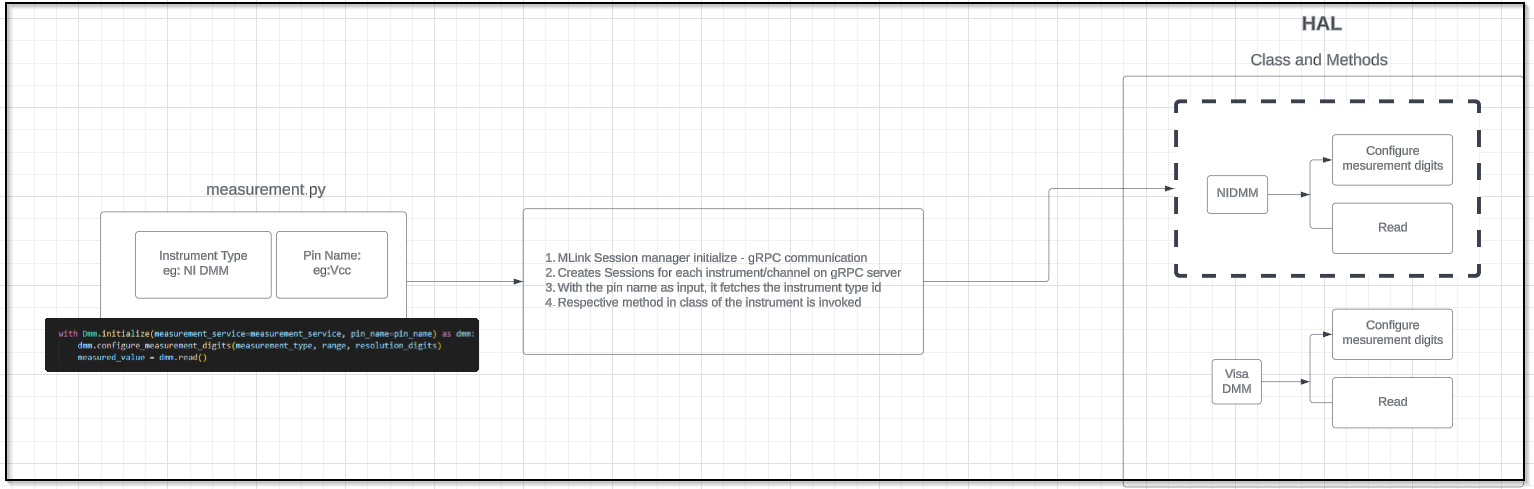 HAL
Class and Methods
measurement.py
Instrument Type
eg: NI DMM
Pin Name:
eg:Vcc
with Dmm.initialize(measurement_service=measurement_service, pin_name=pin_name) as dmm:
dmm.configure_measurement_digits(measurement_type, range, resolution_digits)
measured_value = dmm.read()
1. MLink Session manager initialize - gRPC communication
2. Creates Sessions for each instrument/channel on gRPC server
3. With the pin name as input, it fetches the instrument type id
4. Respective method in class of the instrument is invoked
NIDMM
Configure
mesurement digits
Read
Visa
DMM
Configure
mesurement digits
Read